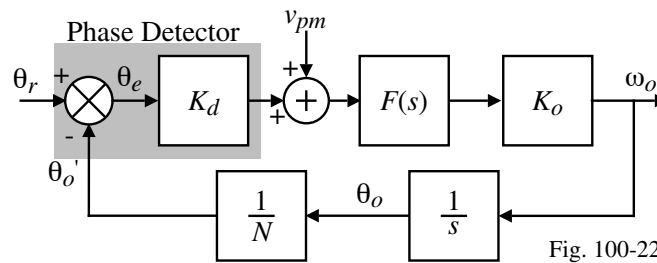 Phase Detector
v_pm
θ_r
+
θ_e
K_d
+
+
+
F(s)
K_o
ω_o
-
θ_o'
1/N
θ_o
1/s
Fig. 100-22